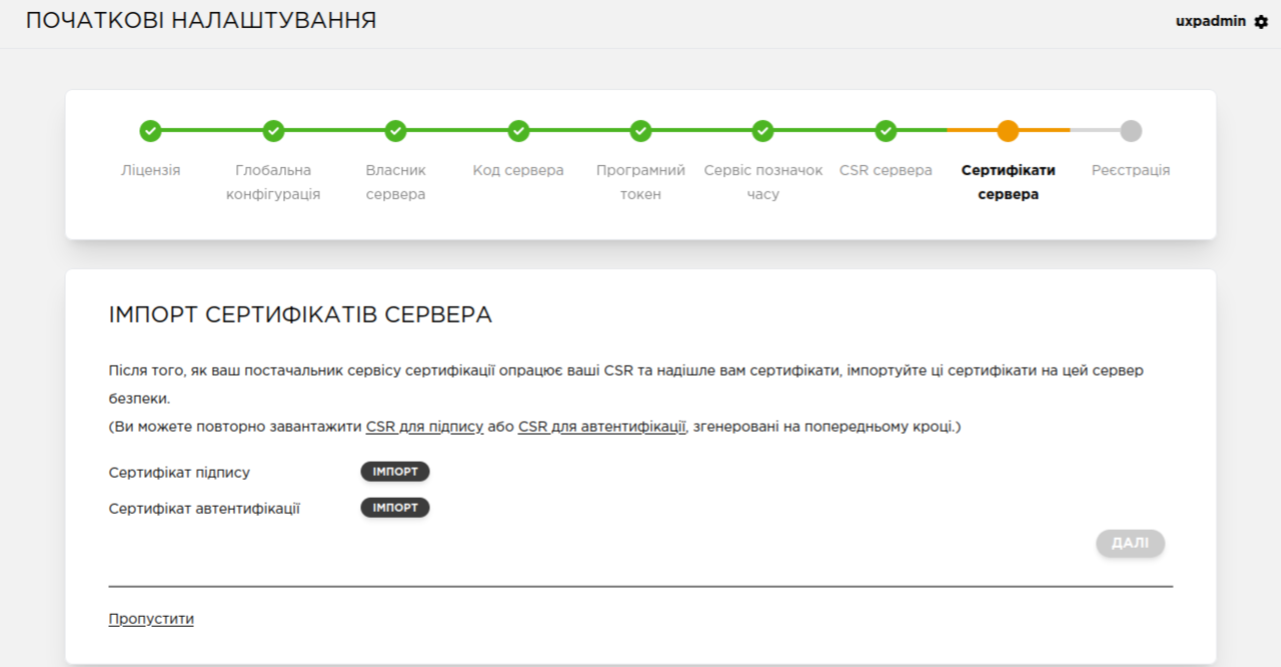 ПОЧАТКОВІ НАЛАШТУВАННЯ
uxpadmin
Ліцензія
Глобальна
конфігурація
Власник
сервера
Код сервера
Програмний
токен
Сервіс позначок
часу
CSR сервера
Сертифікати
сервера
Реєстрація
ІМПОРТ СЕРТИФІКАТІВ СЕРВЕРА
Після того, як ваш постачальник сервісу сертифікації опрацює ваші CSR та надішле вам сертифікати, імпортуйте ці сертифікати на цей сервер
безпеки.
(Ви можете повторно завантажити CSR для підпису або CSR для автентифікації, згенеровані на попередньому кроці.)
Сертифікат підпису ІМПОРТ
Сертифікат автентифікації ІМПОРТ
ДАЛІ
Пропустити